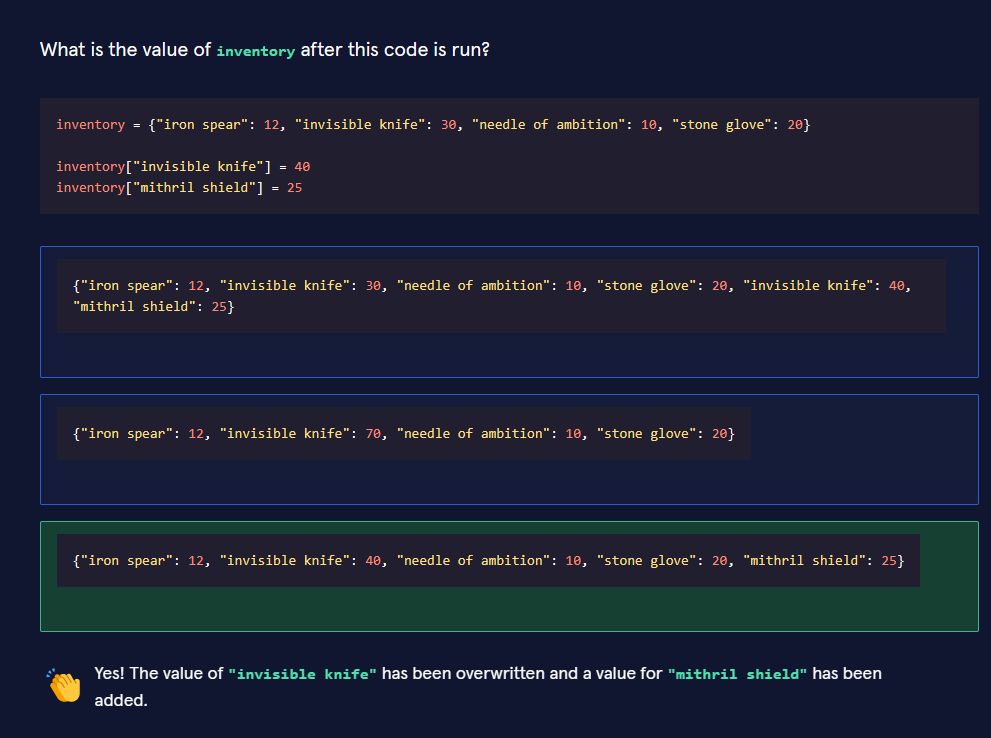 What is the value of inventory after this code is run?
inventory = {"iron spear": 12, "invisible knife": 30, "needle of ambition": 10, "stone glove": 20}
inventory["invisible knife"] = 40
inventory["mithril shield"] = 25
{"iron spear": 12, "invisible knife": 30, "needle of ambition": 10, "stone glove": 20, "invisible knife": 40,
"mithril shield": 25}
{"iron spear": 12, "invisible knife": 70, "needle of ambition": 10, "stone glove": 20}
{"iron spear": 12, "invisible knife": 40, "needle of ambition": 10, "stone glove": 20, "mithril shield": 25}
Yes! The value of "invisible knife" has been overwritten and a value for "mithril shield" has been
added.